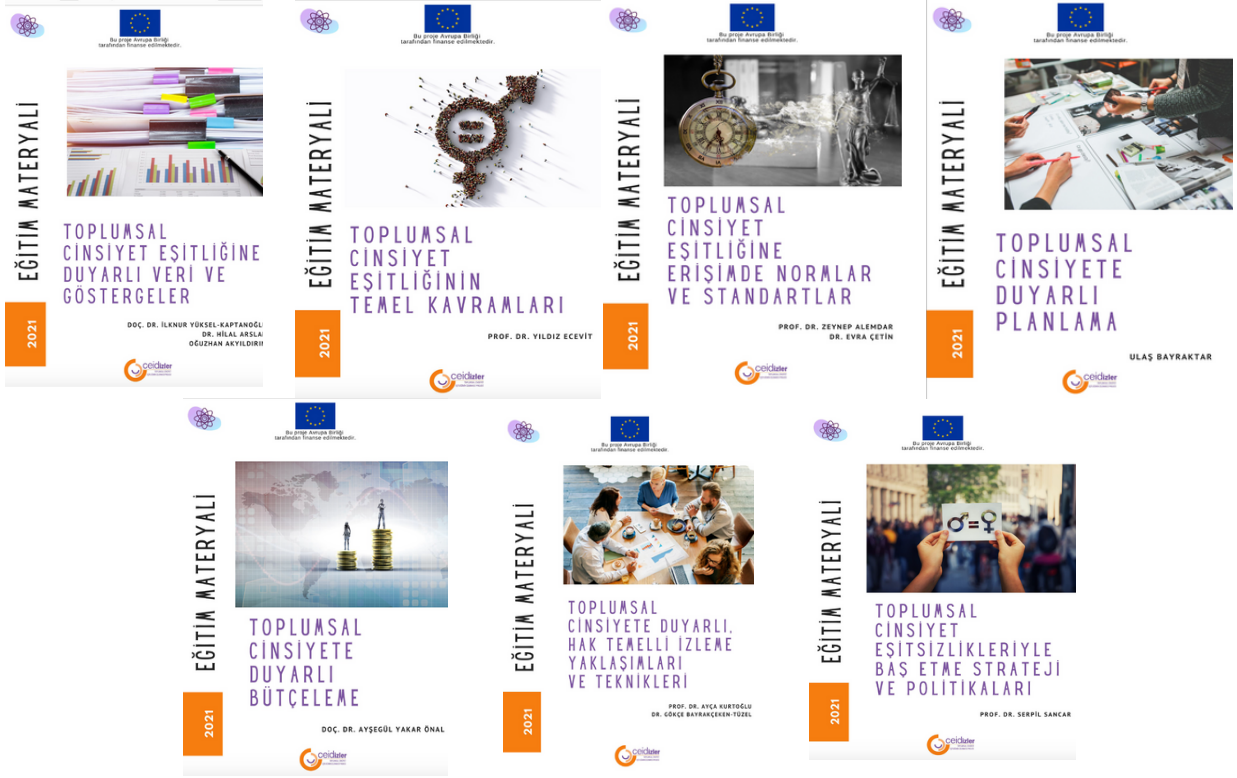 Bu proje Avrupa Birliği
tarafından finanse edilmektedir.
EĞİTİM MATERYALİ
TOPLUMSAL
CİNSİYET EŞİTLİĞİNE
DUYARLI VERİ VE
GÖSTERGELER
DOÇ. DR. İLKNUR YÜKSEL-KAPTANOĞLU
DR. HİLAL ARSLAN
OĞUZHAN AKYILDIRIM
2021
ceidizler
Bu proje Avrupa Birliği
tarafından finanse edilmektedir.
EĞİTİM MATERYALİ
TOPLUMSAL
CİNSİYET
EŞİTLİĞİNİN
TEMEL KAVRAMLARI
PROF. DR. YILDIZ ECEVİT
2021
ceidizler
Bu proje Avrupa Birliği
tarafından finanse edilmektedir.
EĞİTİM MATERYALİ
TOPLUMSAL
CİNSİYET
EŞİTLİĞİNE
ERİŞİMDE NORMLAR
VE STANDARTLAR
PROF. DR. ZEYNEP ALEMDAR
DR. EVRA ÇETİN
2021
ceidizler
Bu proje Avrupa Birliği
tarafından finanse edilmektedir.
EĞİTİM MATERYALİ
TOPLUMSAL
CİNSİYETE
DUYARLI
PLANLAMA
ULAŞ BAYRAKTAR
2021
ceidizler
Bu proje Avrupa Birliği
tarafından finanse edilmektedir.
EĞİTİM MATERYALİ
TOPLUMSAL
CİNSİYETE
DUYARLI
BÜTÇELEME
DOÇ. DR. AYŞEGÜL YAKAR ÖNAL
2021
ceidizler
Bu proje Avrupa Birliği
tarafından finanse edilmektedir.
EĞİTİM MATERYALİ
TOPLUMSAL
CİNSİYETE DUYARLI,
HAK TEMELLİ İZLEME
YAKLAŞIMLARI
VE TEKNİKLERİ
PROF. DR. AYÇA KURTOĞLU
DR. GÖKÇE BAYRAKÇEKEN-TÜZEL
2021
ceidizler
Bu proje Avrupa Birliği
tarafından finanse edilmektedir.
EĞİTİM MATERYALİ
TOPLUMSAL
CİNSİYET
EŞİTSİZLİKLERİYLE
BAŞ ETME STRATEJİ
VE POLİTİKALARI
PROF. DR. SERPİL SANCAR
2021
ceidizler